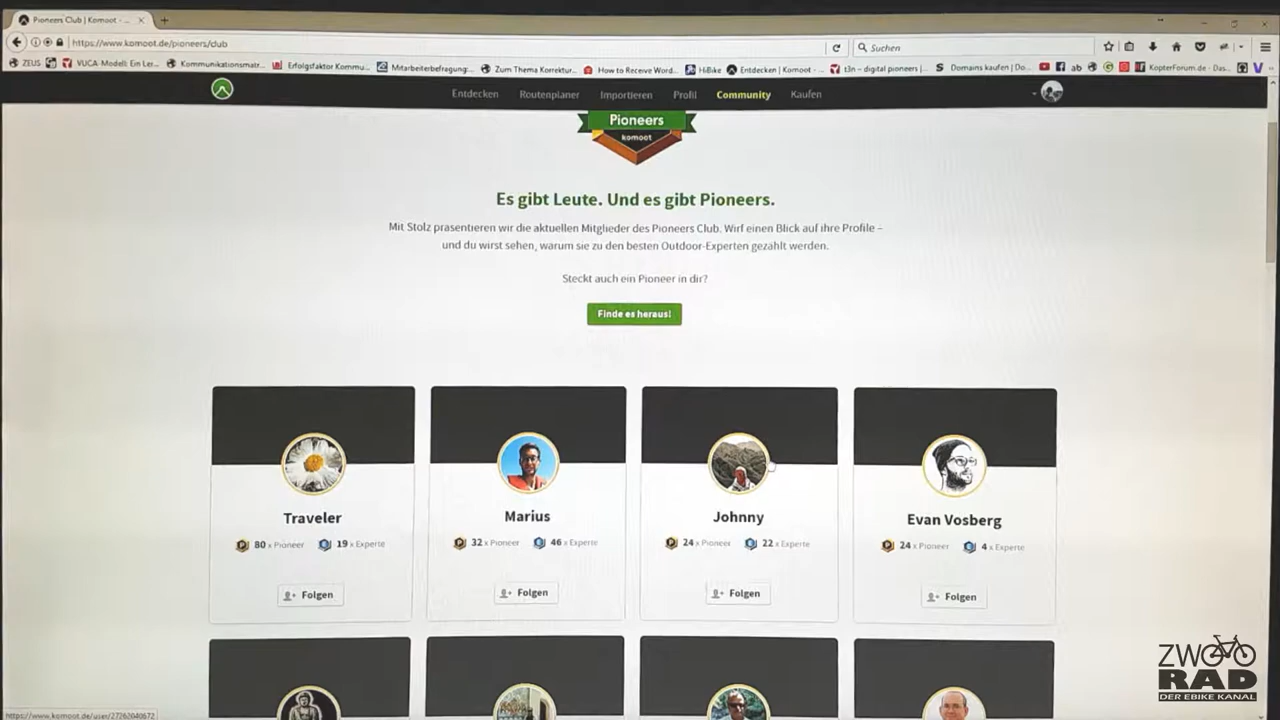 Pioneers Club | Komoot - ...
https://www.komoot.de/pioneers/club
Suchen
ZEUS
VUCA-Modell: Ein Ler...
Kommunikationsmatr...
Erfolgsfaktor Kommu...
Mitarbeiterbefragung...
Zum Thema Korrektur...
How to Receive Word...
HiBike
Entdecken | Komoot - ...
t3n – digital pioneers |...
Domains kaufen | Do...
ab
KopterForum.de - Das...
Entdecken
Routenplaner
Importieren
Profil
Community
Kaufen
Pioneers
komoot
Es gibt Leute. Und es gibt Pioneers.
Mit Stolz präsentieren wir die aktuellen Mitglieder des Pioneers Club. Wirf einen Blick auf ihre Profile –
und du wirst sehen, warum sie zu den besten Outdoor-Experten gezählt werden.
Steckt auch ein Pioneer in dir?
Finde es heraus!
Traveler
80 x Pioneer 19 x Experte
Folgen
Marius
32 x Pioneer 46 x Experte
Folgen
Johnny
24 x Pioneer 22 x Experte
Folgen
Evan Vosberg
24 x Pioneer 4 x Experte
Folgen
https://www.komoot.de/user/27262040672
ZWO
RAD
DER EBIKE KANAL